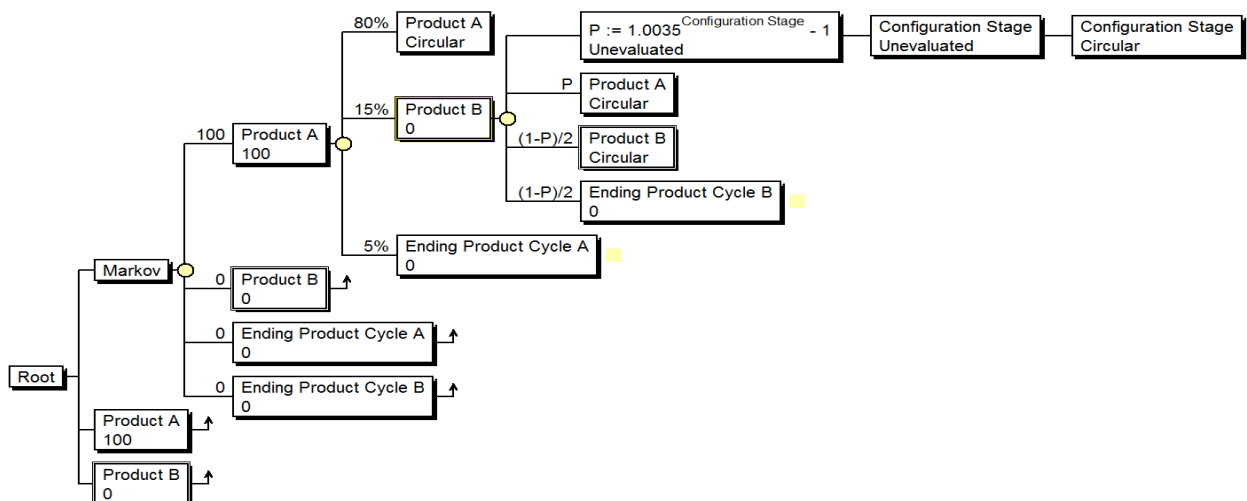 80%
Product A
Circular
P := 1.0035^Configuration Stage - 1
Unevaluated
Configuration Stage
Unevaluated
Configuration Stage
Circular
P
Product A
Circular
15%
Product B
0
100
Product A
100
(1-P)/2
Product B
Circular
(1-P)/2
Ending Product Cycle B
0
5%
Ending Product Cycle A
0
Markov
0
Product B
0
0
Ending Product Cycle A
0
0
Ending Product Cycle B
0
Root
Product A
100
Product B
0